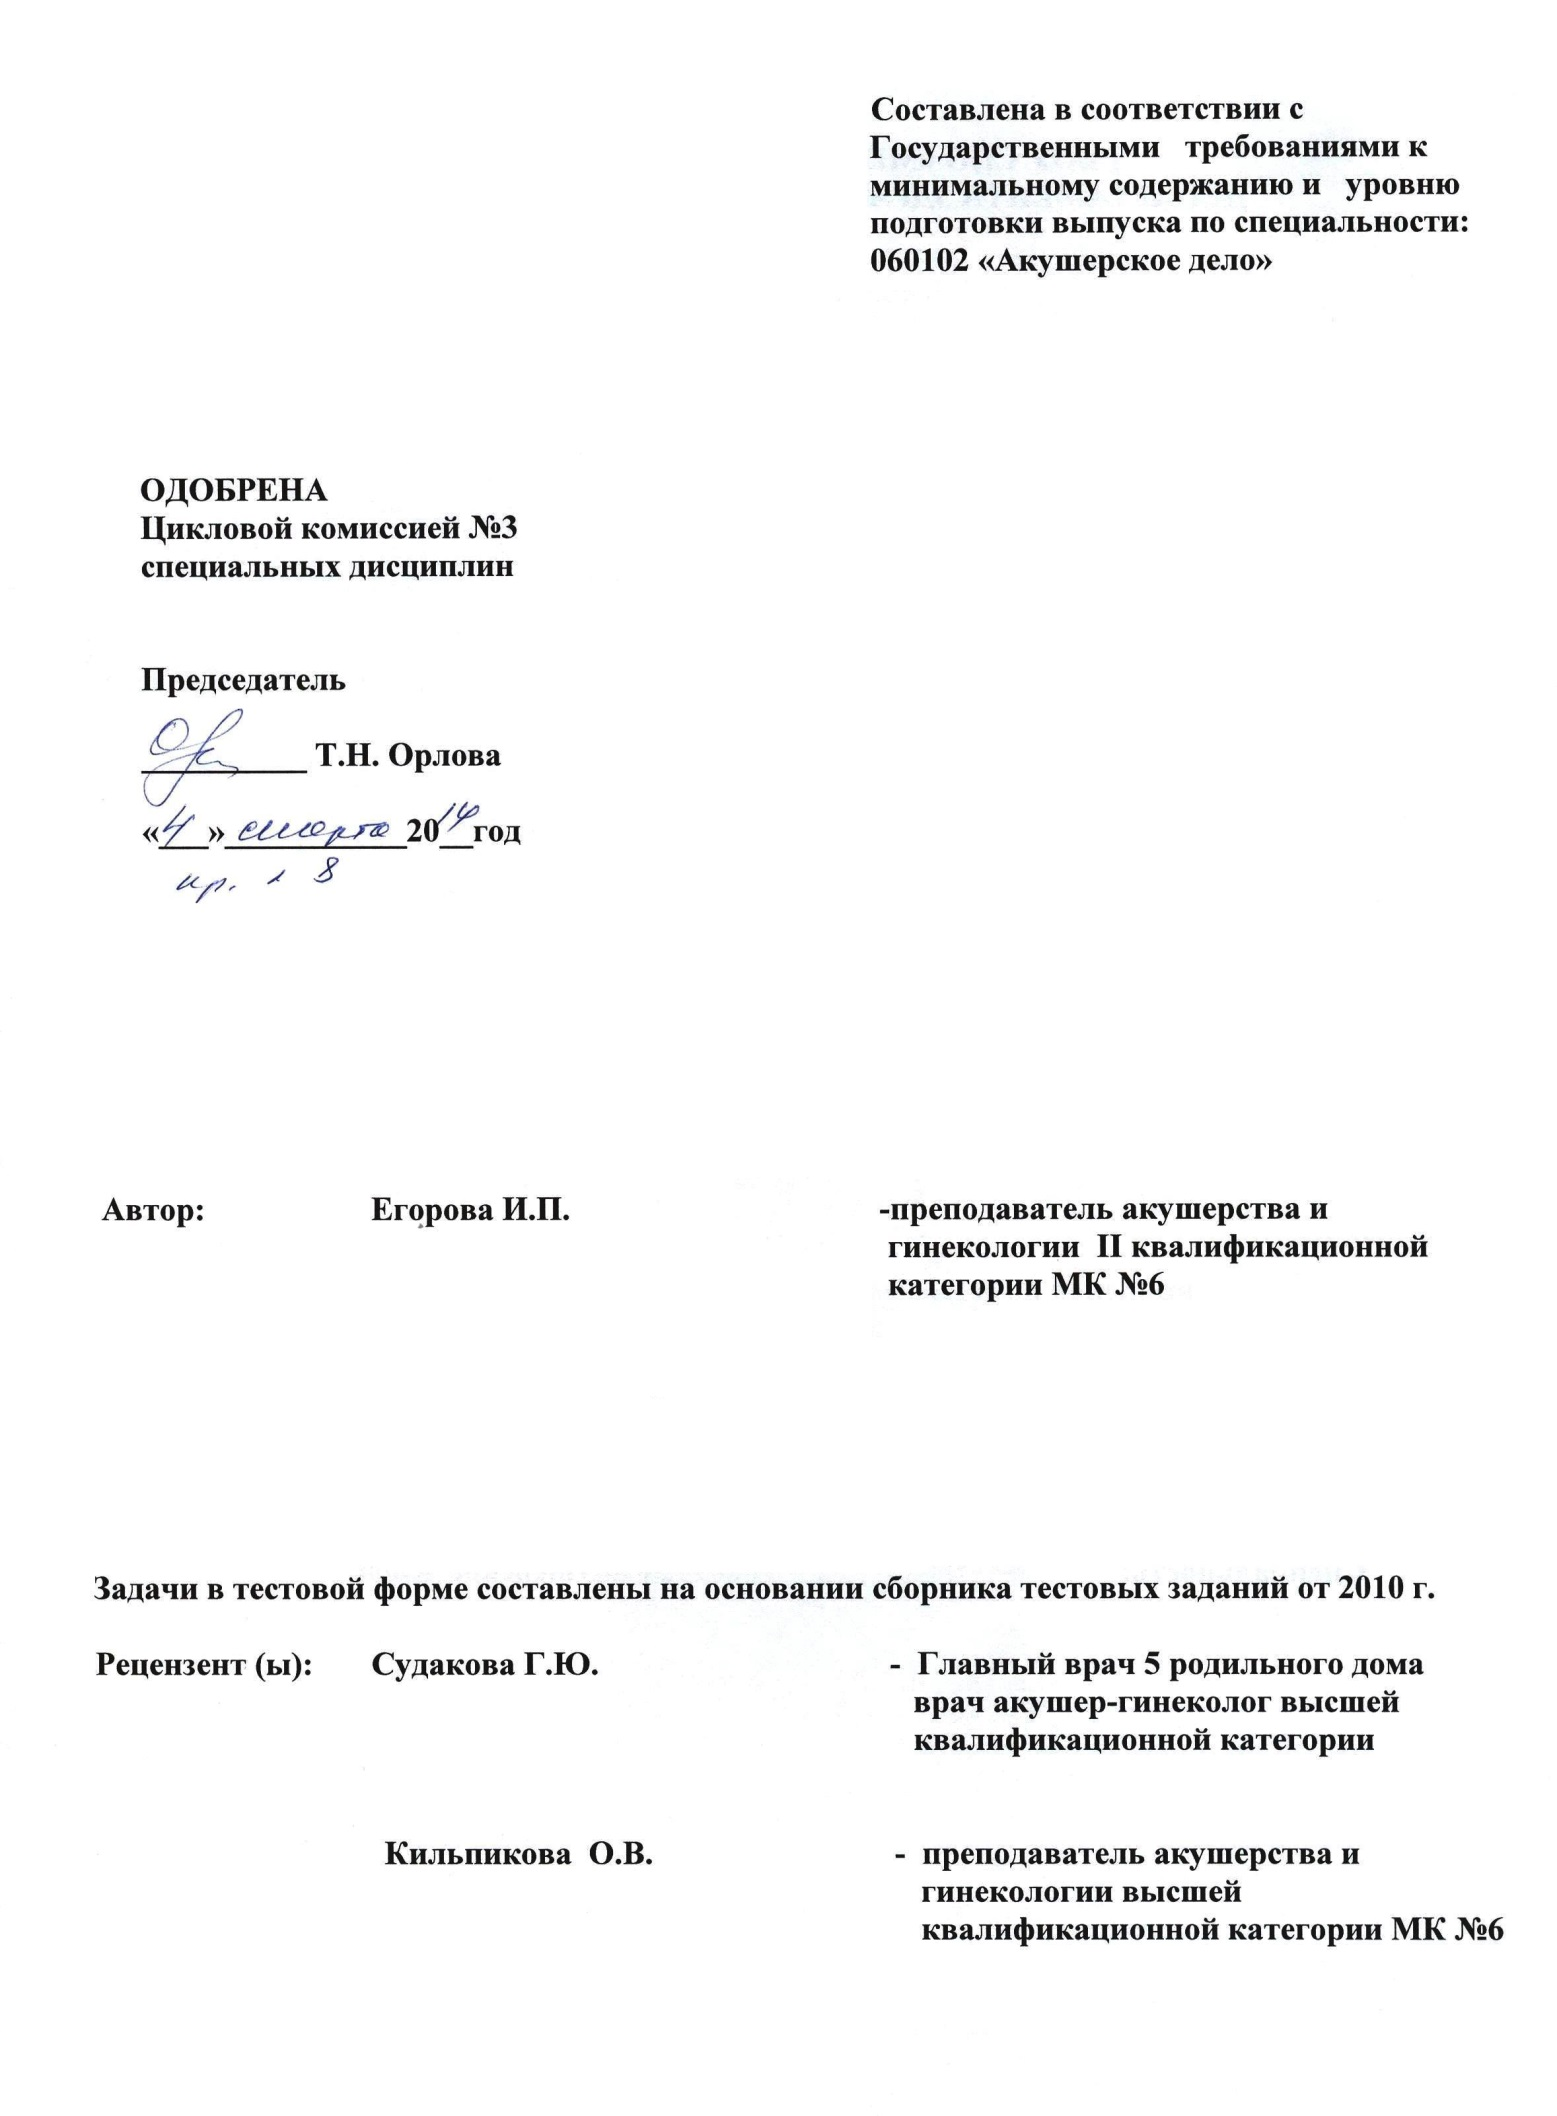 Составлена в соответствии с
Государственными требованиями к
минимальному содержанию и уровню
подготовки выпуска по специальности:
060102 «Акушерское дело»
ОДОБРЕНА
Цикловой комиссией №3
специальных дисциплин
Председатель
__________ Т.Н. Орлова
«4» марта 2014 год
пр. 8
Автор: Егорова И.П. -преподаватель акушерства и
гинекологии II квалификационной
категории МК №6
Задачи в тестовой форме составлены на основании сборника тестовых заданий от 2010 г.
Рецензент (ы): Судакова Г.Ю. - Главный врач 5 родильного дома
врач акушер-гинеколог высшей
квалификационной категории
Кильпикова О.В. - преподаватель акушерства и
гинекологии высшей
квалификационной категории МК №6